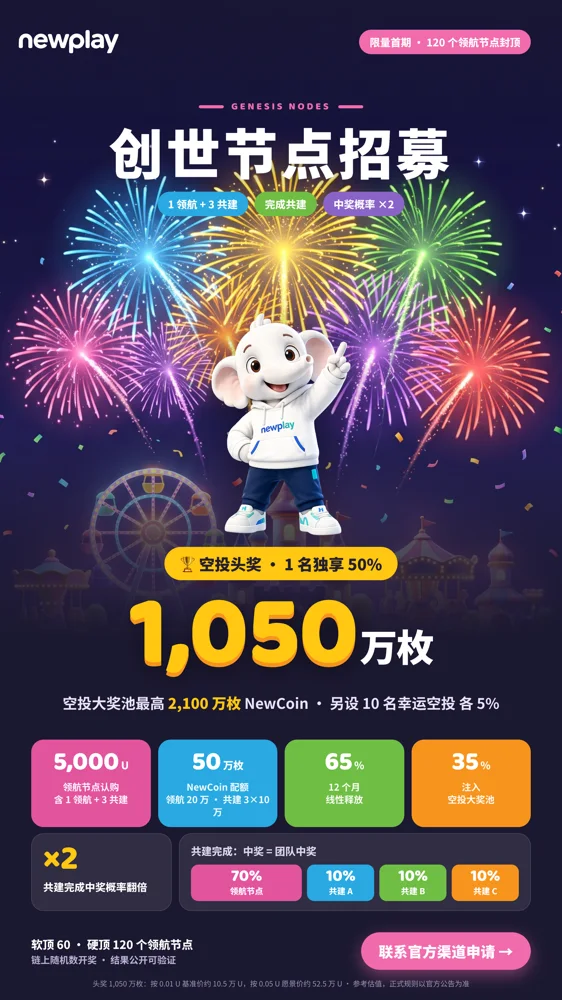 newplay
限量首期 · 120 个领航节点封顶
GENESIS NODES
创世节点招募
1 领航 + 3 共建
完成共建
中奖概率 ×2
newplay
空投头奖 · 1 名独享 50%
1,050 万枚
空投大奖池最高 2,100 万枚 NewCoin · 另设 10 名幸运空投 各 5%
5,000 U
领航节点认购
含 1 领航 + 3 共建
50 万枚
NewCoin 配额
领航 20 万 · 共建 3×10
万
65 %
12 个月
线性释放
35 %
注入
空投大奖池
×2
共建完成中奖概率翻倍
共建完成：中奖 = 团队中奖
70%
领航节点
10%
共建 A
10%
共建 B
10%
共建 C
软顶 60 · 硬顶 120 个领航节点
链上随机数开奖 · 结果公开可验证
联系官方渠道申请 →
头奖 1,050 万枚：按 0.01 U 基准价约 10.5 万 U，按 0.05 U 愿景价约 52.5 万 U · 参考估值，正式规则以官方公告为准